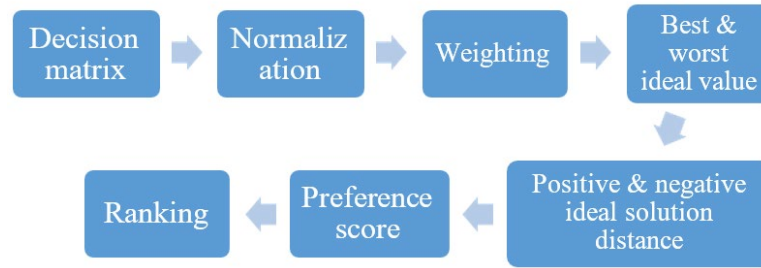 Decision
matrix
Normaliz
ation
Weighting
Best &
worst
ideal value
Positive & negative
ideal solution
distance
Preference
score
Ranking